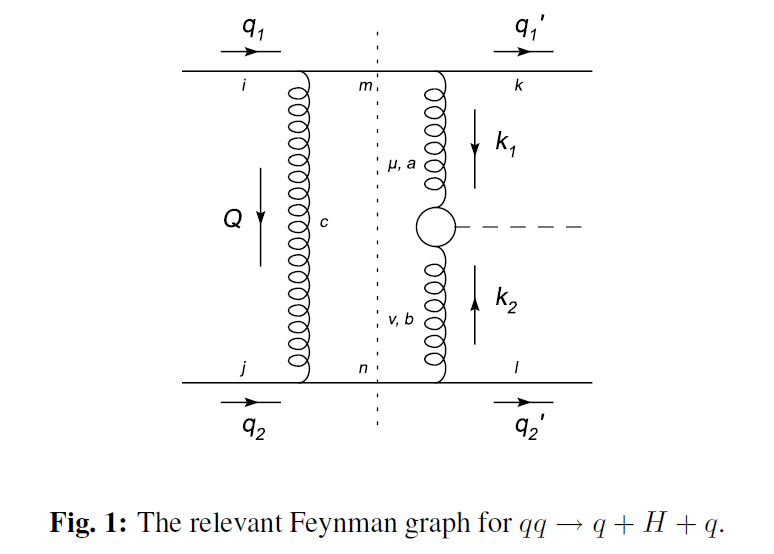 q₁ q₁'
i m k
μ, a k₁
Q c
ν, b k₂
j n l
q₂ q₂'
Fig. 1: The relevant Feynman graph for qq → q + H + q.